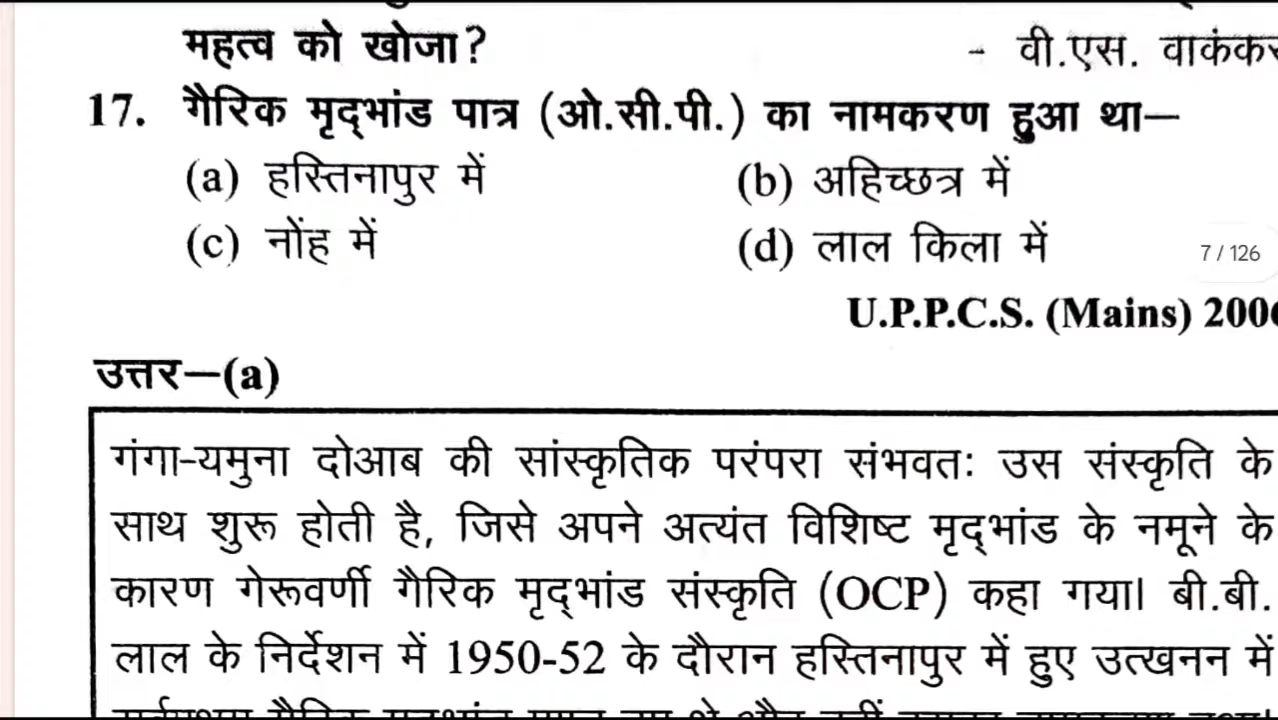 महत्व को खोजा?
- वी.एस. वाकंकर
17. गैरिक मृद्भांड पात्र (ओ.सी.पी.) का नामकरण हुआ था—
(a) हस्तिनापुर में (b) अहिच्छत्र में
(c) नोंह में (d) लाल किला में
7 / 126
U.P.P.C.S. (Mains) 200
उत्तर—(a)
गंगा-यमुना दोआब की सांस्कृतिक परंपरा संभवतः उस संस्कृति के
साथ शुरू होती है, जिसे अपने अत्यंत विशिष्ट मृद्भांड के नमूने के
कारण गेरूवर्णी गैरिक मृद्भांड संस्कृति (OCP) कहा गया। बी.बी.
लाल के निर्देशन में 1950-52 के दौरान हस्तिनापुर में हुए उत्खनन में